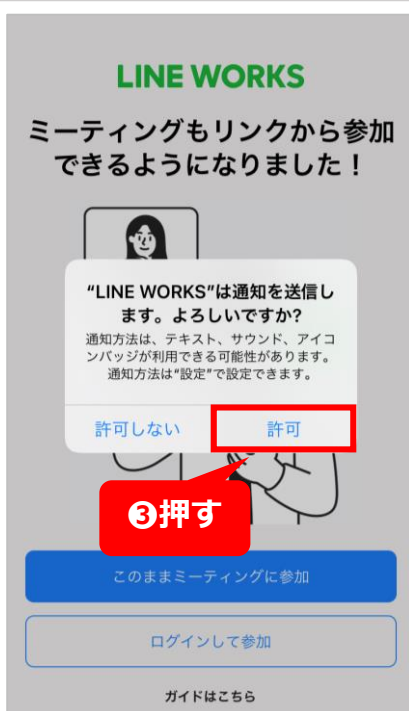 LINE WORKS
ミーティングもリンクから参加
できるようになりました！
“LINE WORKS”は通知を送信し
ます。よろしいですか?
通知方法は、テキスト、サウンド、アイコ
ンバッジが利用できる可能性があります。
通知方法は“設定”で設定できます。
許可しない
許可
❸押す
このままミーティングに参加
ログインして参加
ガイドはこちら